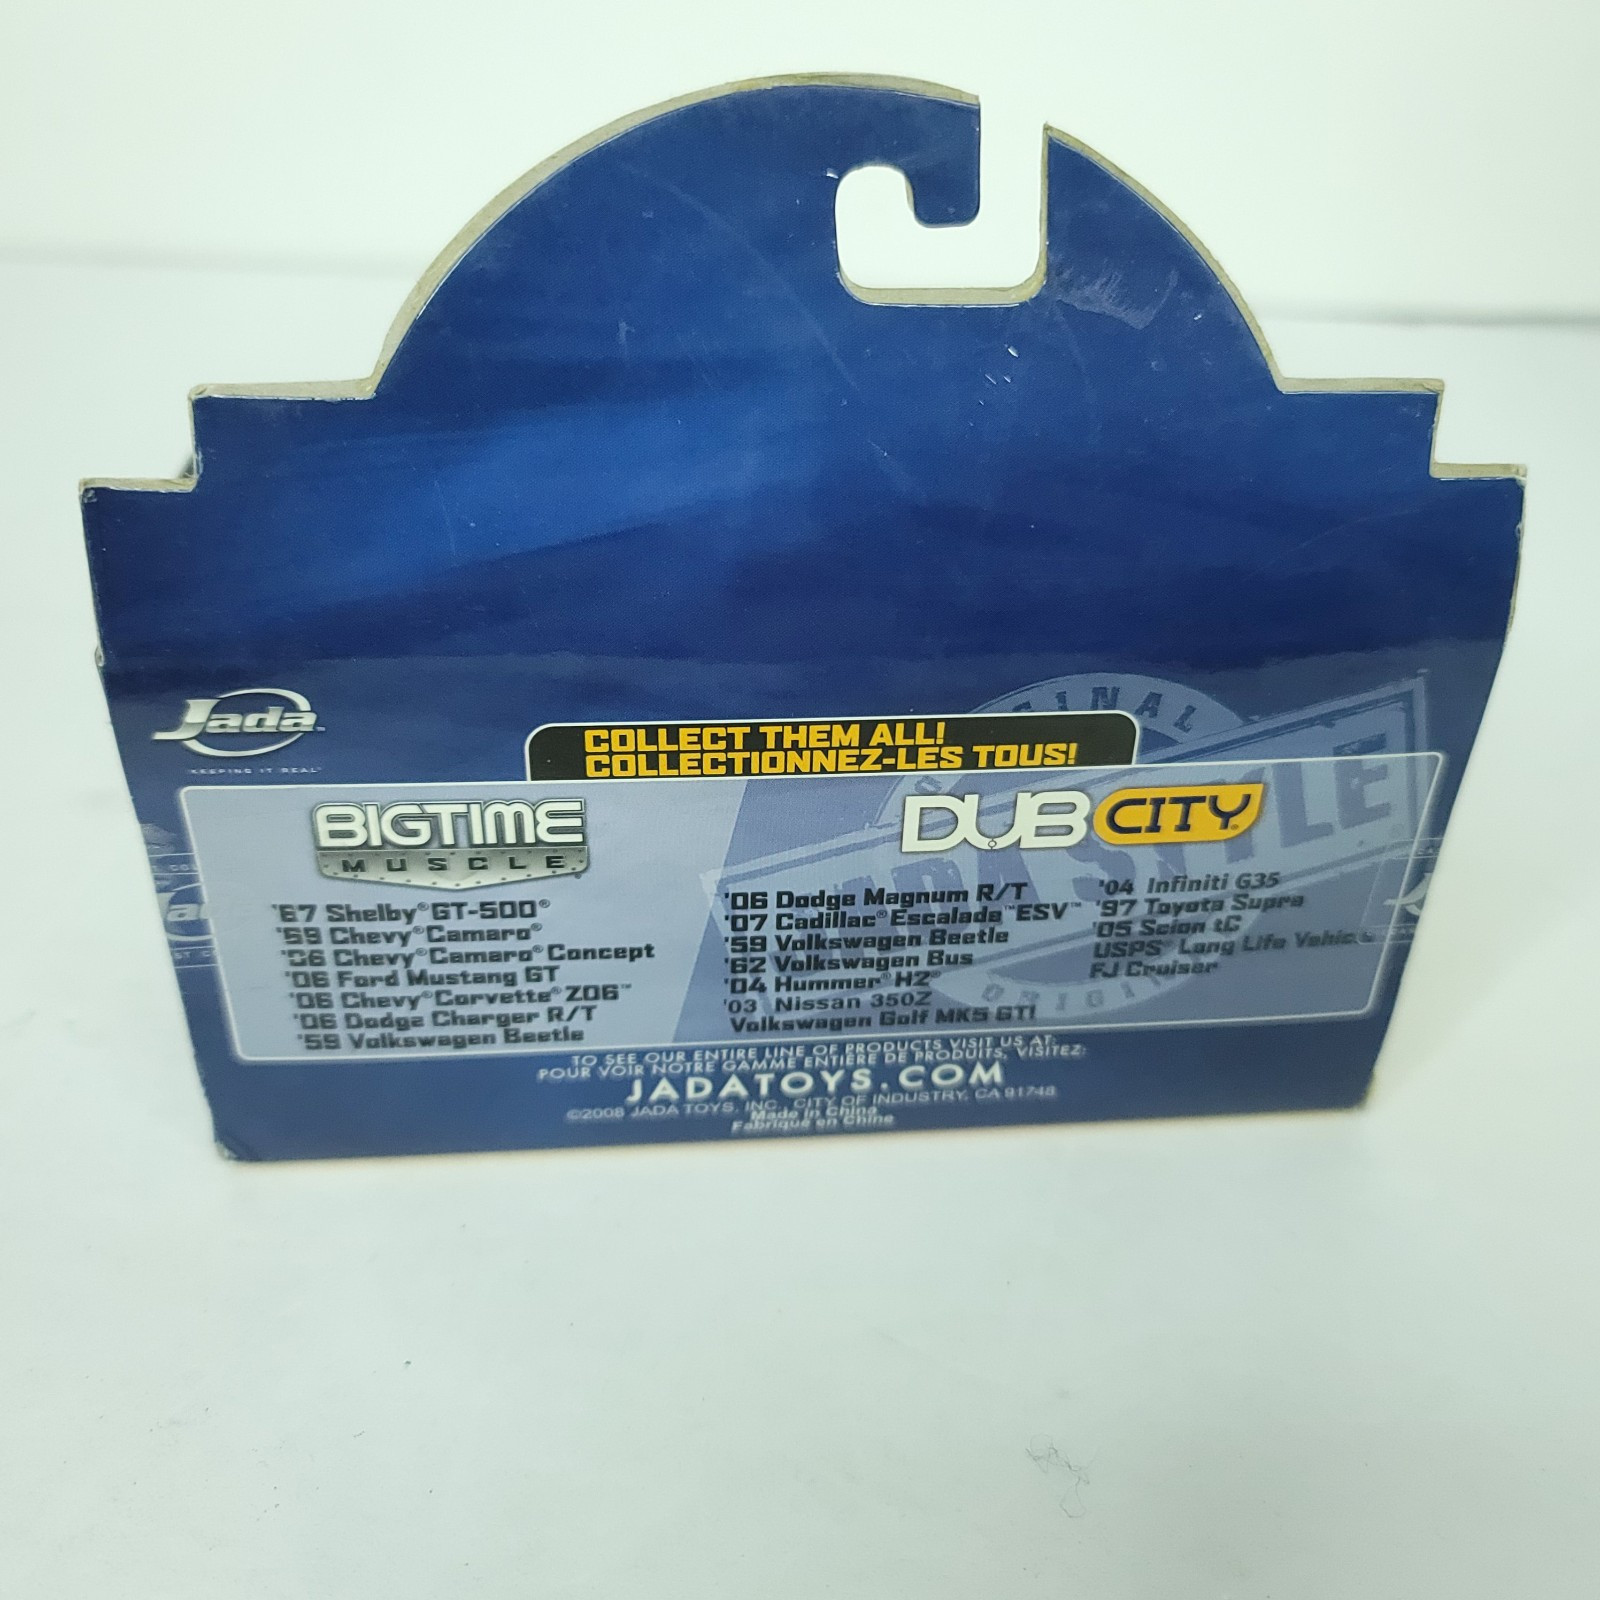 Jada™
"KEEPING IT REAL"
COLLECT THEM ALL!
COLLECTIONNEZ-LES TOUS!
BIGTIME
MUSCLE
'67 Shelby® GT-500®
'69 Chevy® Camaro®
'06 Chevy® Camaro® Concept
'06 Ford Mustang GT
'06 Chevy® Corvette® Z06™
'06 Dodge Charger R/T
'59 Volkswagen Beetle
DUB CITY®
'06 Dodge Magnum R/T
'07 Cadillac® Escalade™ ESV™
'59 Volkswagen Beetle
'62 Volkswagen Bus
'04 Hummer® H2®
'03 Nissan 350Z
Volkswagen Golf MK5 GTI
'04 Infiniti G35
'97 Toyota Supra
'05 Scion tC
USPS® Long Life Vehicle
FJ Cruiser
TO SEE OUR ENTIRE LINE OF PRODUCTS VISIT US AT:
POUR VOIR NOTRE GAMME ENTIÈRE DE PRODUITS, VISITEZ:
JADATOYS.COM
©2008 JADA TOYS, INC., CITY OF INDUSTRY, CA 91748
Made in China
Fabriqué en Chine